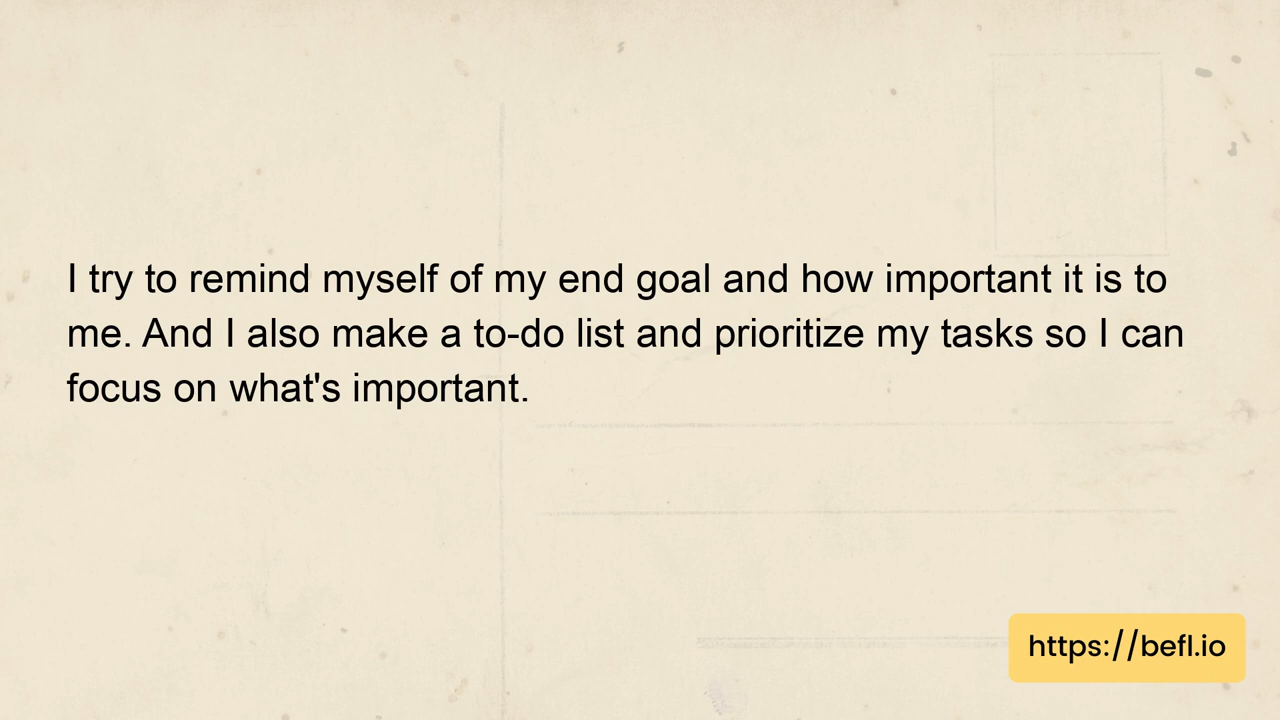 I try to remind myself of my end goal and how important it is to
me. And I also make a to-do list and prioritize my tasks so I can
focus on what's important.
https://befl.io